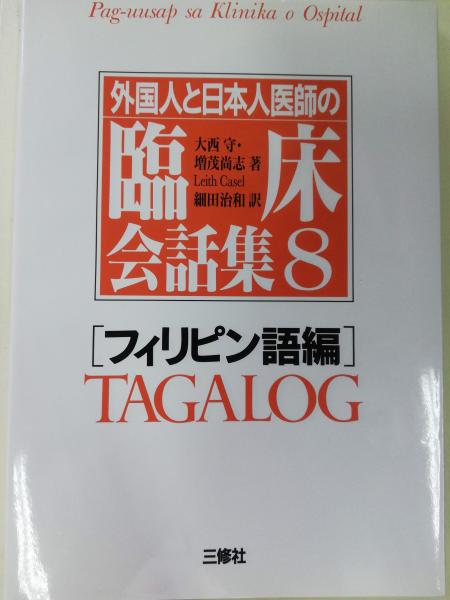 Pag-uusap sa Klinika o Ospital
外国人と日本人医師の
臨床
大西 守・
増茂尚志 著
Leith Casel
細田治和 訳
会話集8
[フィリピン語編]
TAGALOG
三修社